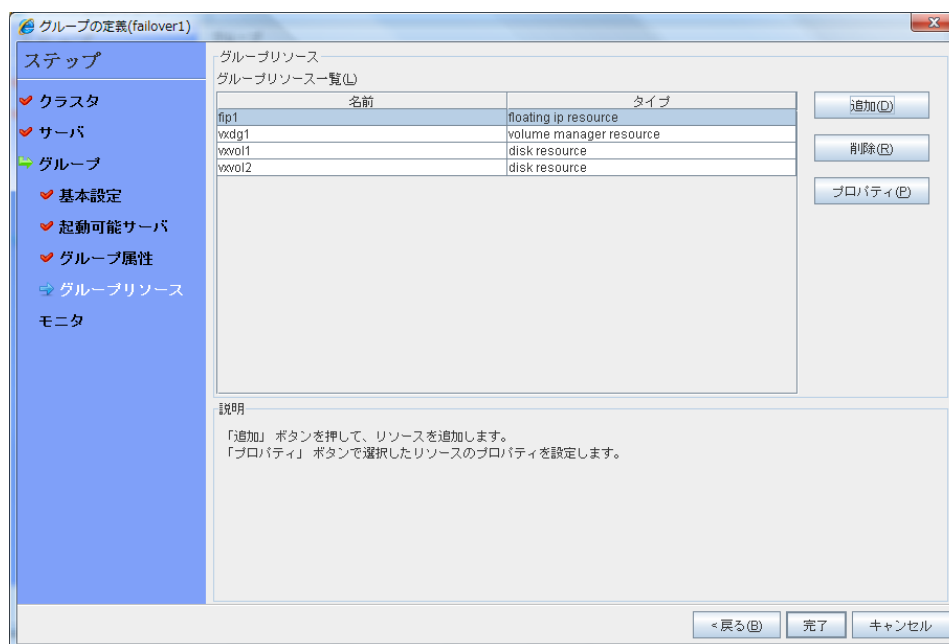 グループの定義(failover1)
ステップ
クラスタ
サーバ
グループ
基本設定
起動可能サーバ
グループ属性
グループリソース
モニタ
グループリソース
グループリソース一覧(L)
名前 タイプ
fip1 floating ip resource
vxdg1 volume manager resource
vxvol1 disk resource
vxvol2 disk resource
追加(D)
削除(R)
プロパティ(P)
説明
「追加」 ボタンを押して、リソースを追加します。
「プロパティ」 ボタンで選択したリソースのプロパティを設定します。
<戻る(B) 完了 キャンセル